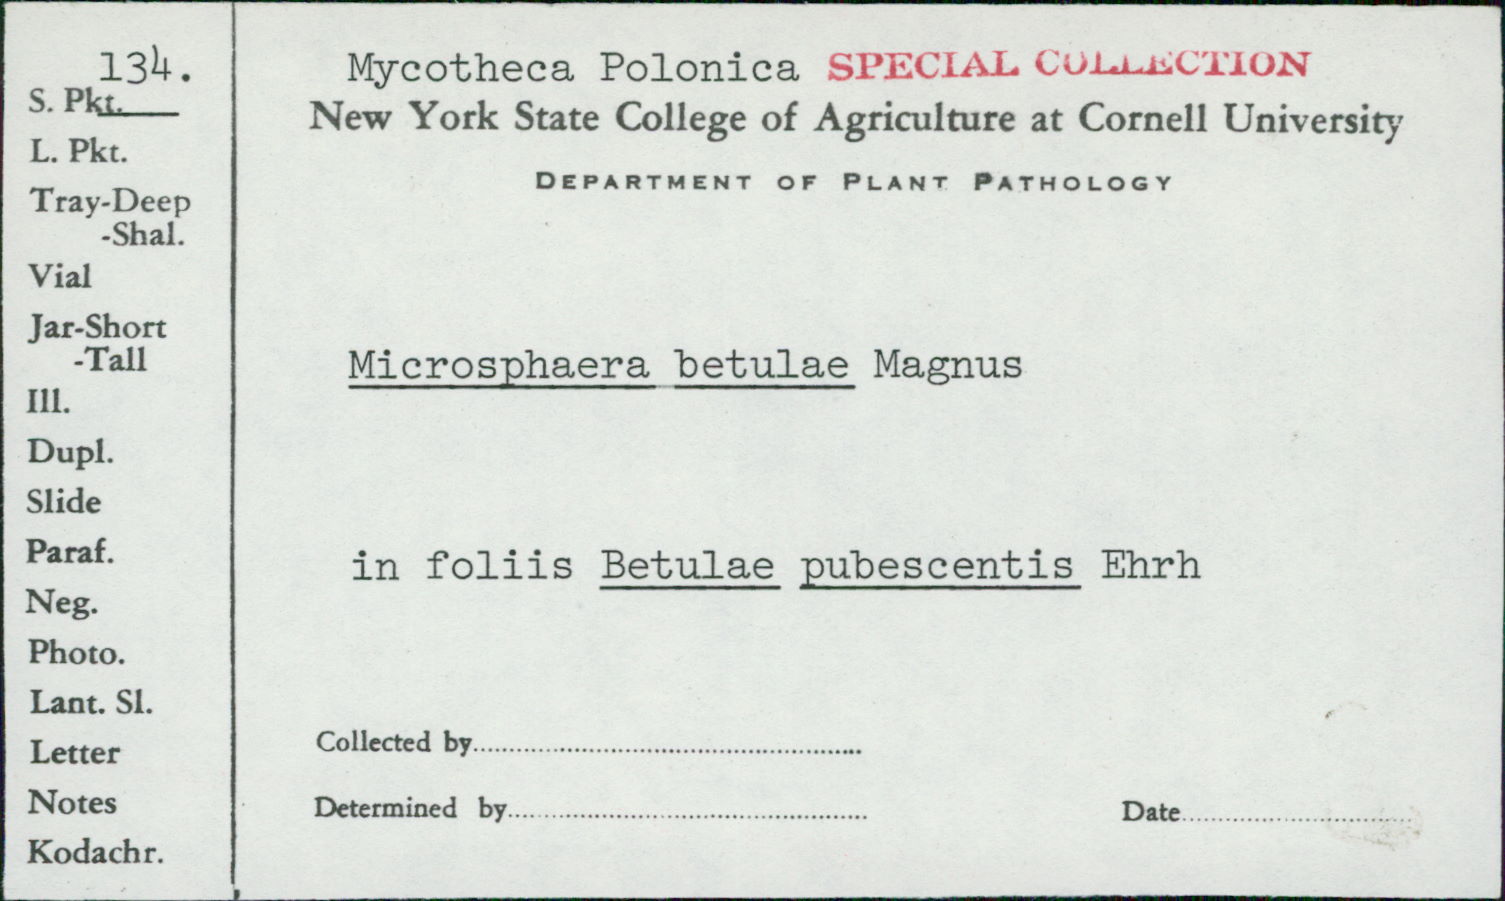 134.
S. Pkt.
L. Pkt.
Tray-Deep
-Shal.
Vial
Jar-Short
-Tall
Ill.
Dupl.
Slide
Paraf.
Neg.
Photo.
Lant. Sl.
Letter
Notes
Kodachr.
Mycotheca Polonica SPECIAL COLLECTION
New York State College of Agriculture at Cornell University
DEPARTMENT OF PLANT PATHOLOGY
Microsphaera betulae Magnus
in foliis Betulae pubescentis Ehrh
Collected by
Determined by
Date